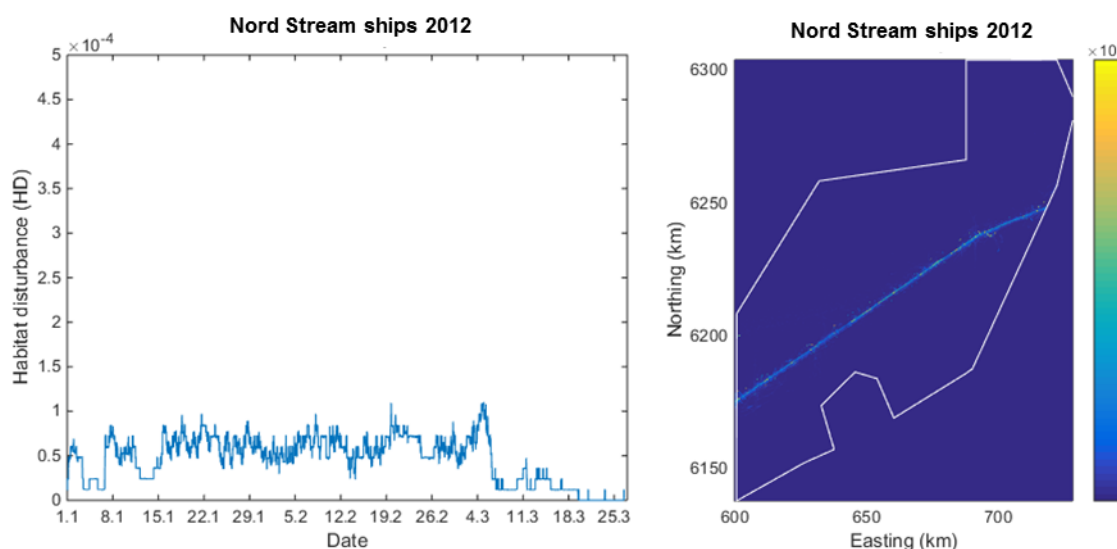 Nord Stream ships 2012
×10⁻⁴
5
4.5
4
3.5
3
2.5
2
1.5
1
0.5
0
Habitat disturbance (HD)
1.1 8.1 15.1 22.1 29.1 5.2 12.2 19.2 26.2 4.3 11.3 18.3 25.3
Date
Nord Stream ships 2012
×10
6300
6250
6200
6150
Northing (km)
600 650 700
Easting (km)